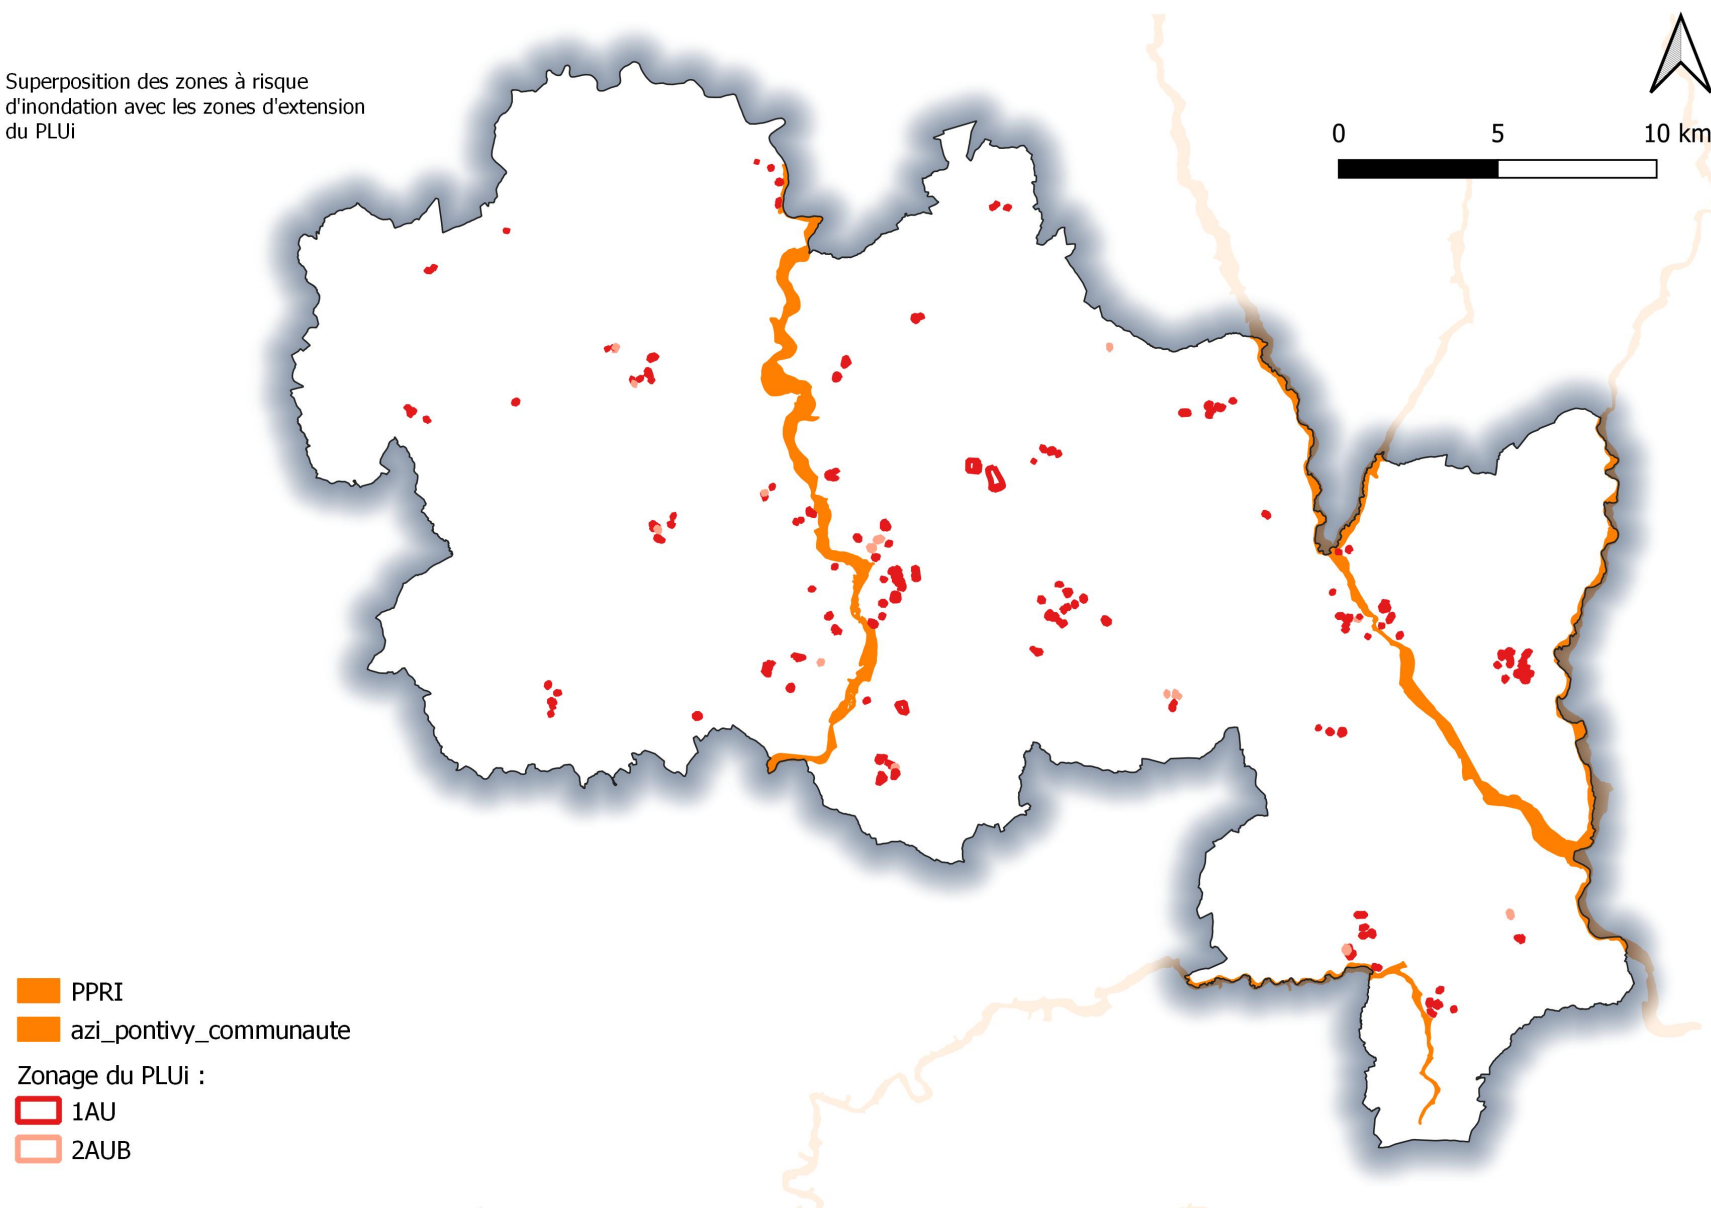 Superposition des zones à risque
d'inondation avec les zones d'extension
du PLUi
0 5 10 km
PPRI
azi_pontivy_communaute
Zonage du PLUi :
1AU
2AUB